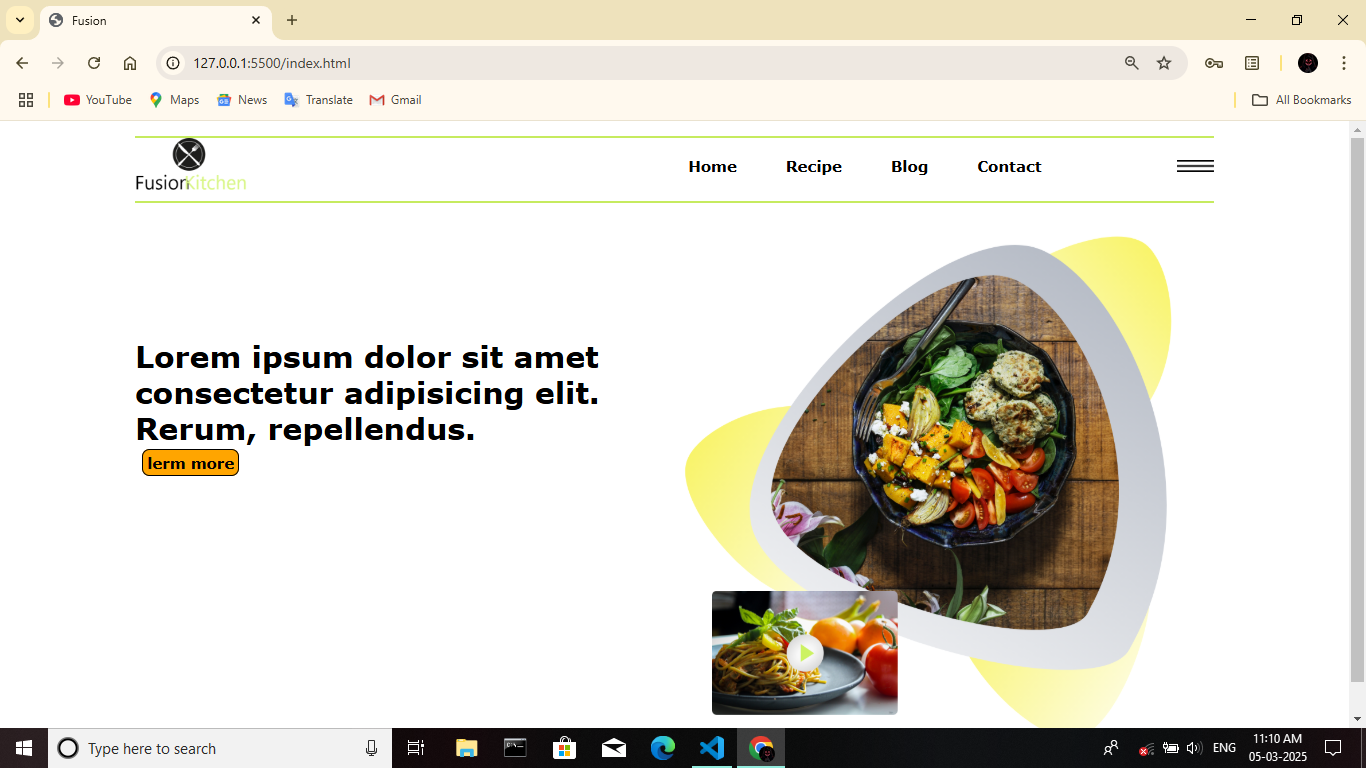 Fusion
127.0.0.1:5500/index.html
YouTube Maps News Translate Gmail All Bookmarks
FusionKitchen
Home Recipe Blog Contact
Lorem ipsum dolor sit amet
consectetur adipisicing elit.
Rerum, repellendus.
lerm more
Type here to search
ENG
11:10 AM
05-03-2025